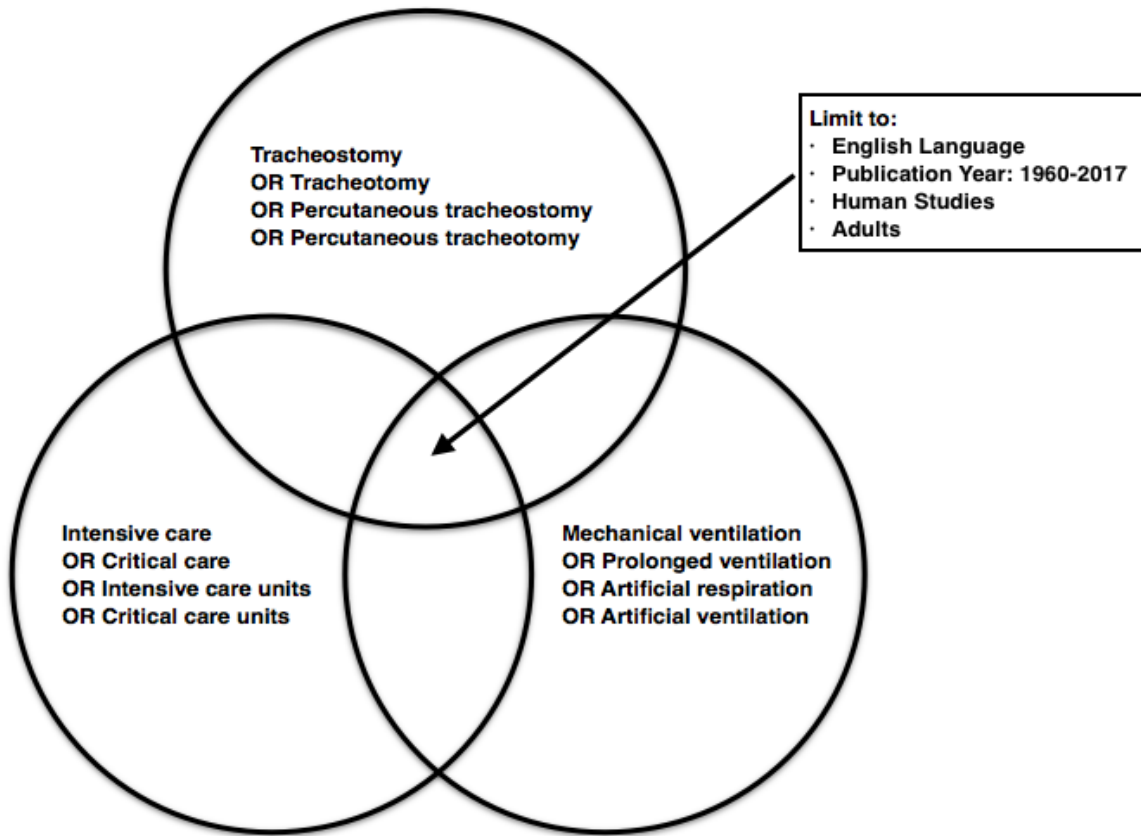 Tracheostomy
OR Tracheotomy
OR Percutaneous tracheostomy
OR Percutaneous tracheotomy
Limit to:
· English Language
· Publication Year: 1960-2017
· Human Studies
· Adults
Intensive care
OR Critical care
OR Intensive care units
OR Critical care units
Mechanical ventilation
OR Prolonged ventilation
OR Artificial respiration
OR Artificial ventilation